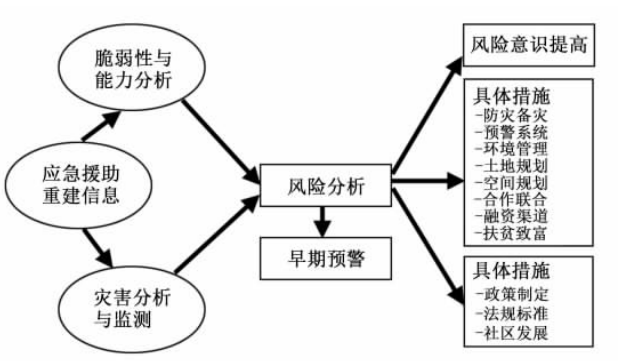 脆弱性与
能力分析
应急援助
重建信息
灾害分析
与监测
风险分析
早期预警
风险意识提高
具体措施
-防灾备灾
-预警系统
-环境管理
-土地规划
-空间规划
-合作联合
-融资渠道
-扶贫致富
具体措施
-政策制定
-法规标准
-社区发展